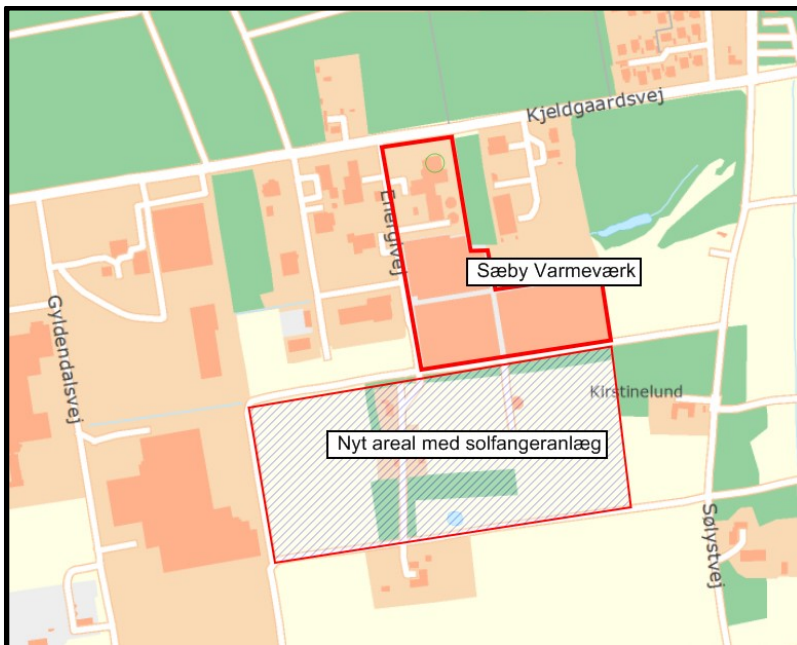 Kjeldgaardsvej
Energivej
Sæby Varmeværk
Gyldendalsvej
Kirstinelund
Nyt areal med solfangeranlæg
Sølystvej